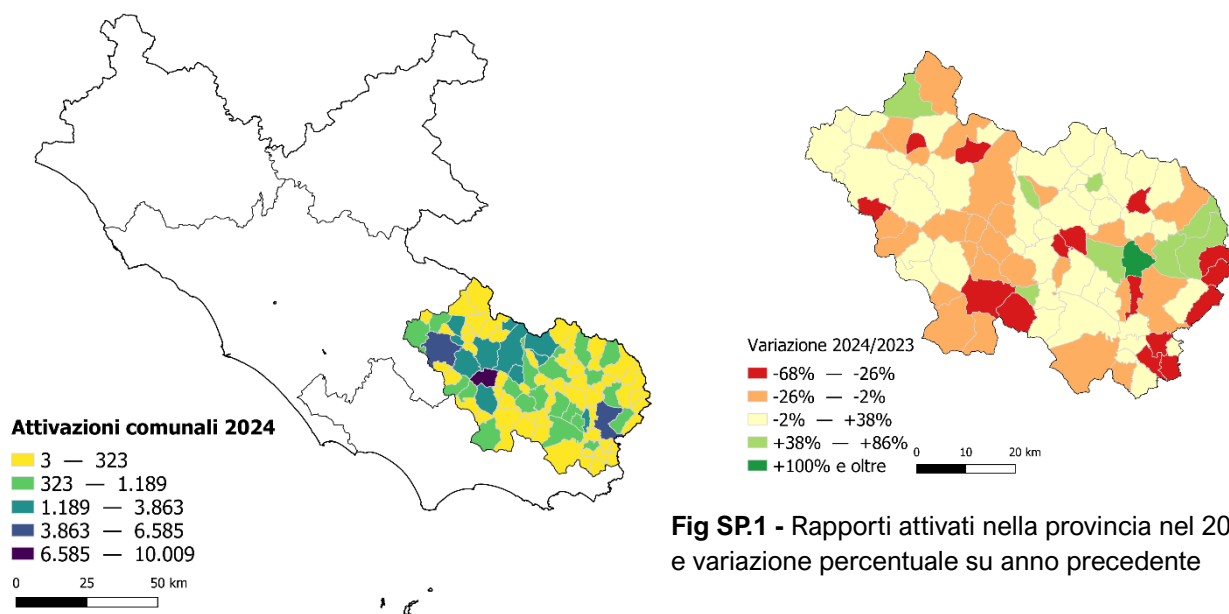 Attivazioni comunali 2024
3 — 323
323 — 1.189
1.189 — 3.863
3.863 — 6.585
6.585 — 10.009
0 25 50 km
Variazione 2024/2023
-68% — -26%
-26% — -2%
-2% — +38%
+38% — +86%
+100% e oltre
0 10 20 km
Fig SP.1 - Rapporti attivati nella provincia nel 20
e variazione percentuale su anno precedente